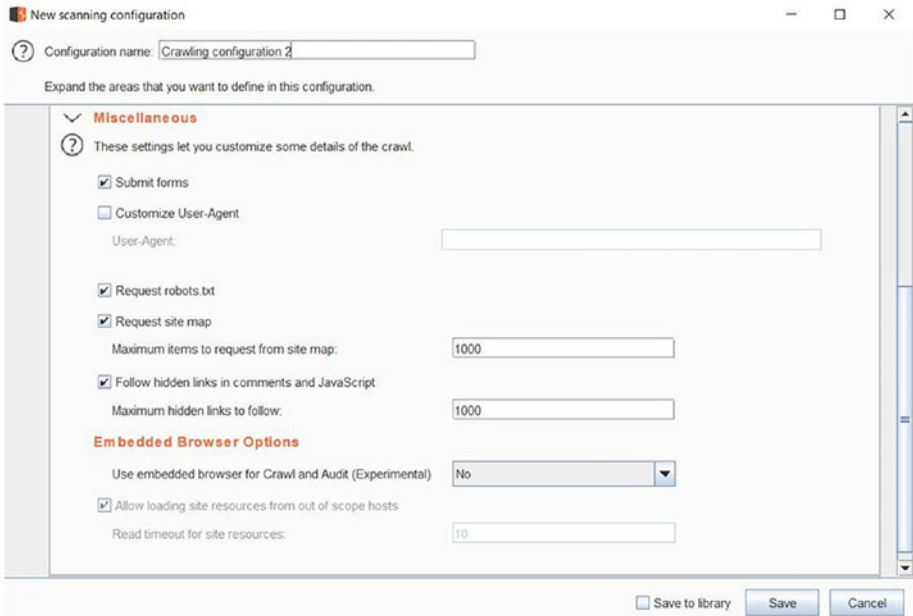 New scanning configuration
Configuration name: Crawling configuration 2
Expand the areas that you want to define in this configuration.
Miscellaneous
These settings let you customize some details of the crawl.
Submit forms
Customize User-Agent
User-Agent:
Request robots.txt
Request site map
Maximum items to request from site map: 1000
Follow hidden links in comments and JavaScript
Maximum hidden links to follow: 1000
Embedded Browser Options
Use embedded browser for Crawl and Audit (Experimental) No
Allow loading site resources from out of scope hosts
Read timeout for site resources: 10
Save to library Save Cancel